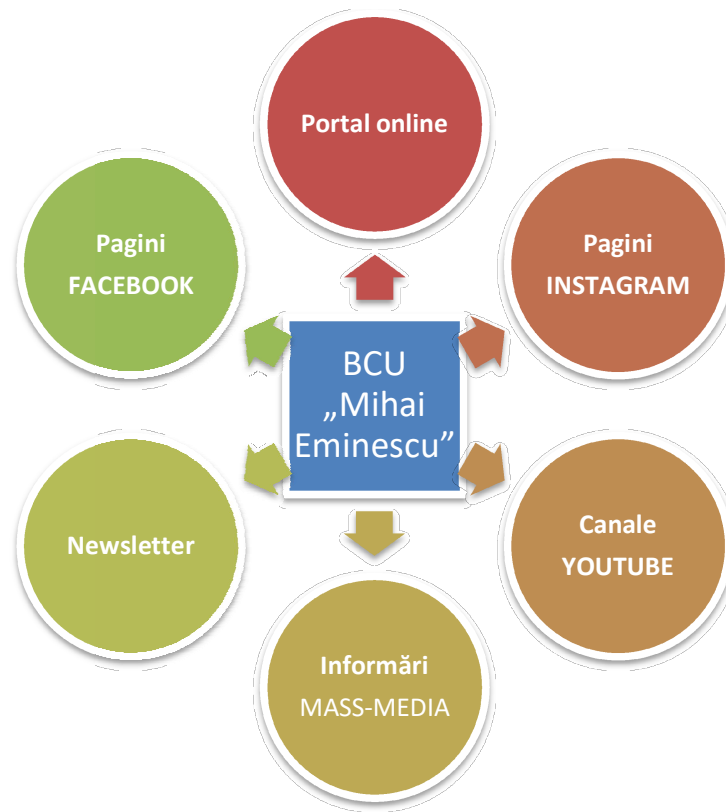 Portal online
Pagini
FACEBOOK
Pagini
INSTAGRAM
BCU
„Mihai
Eminescu”
Newsletter
Canale
YOUTUBE
Informări
MASS-MEDIA